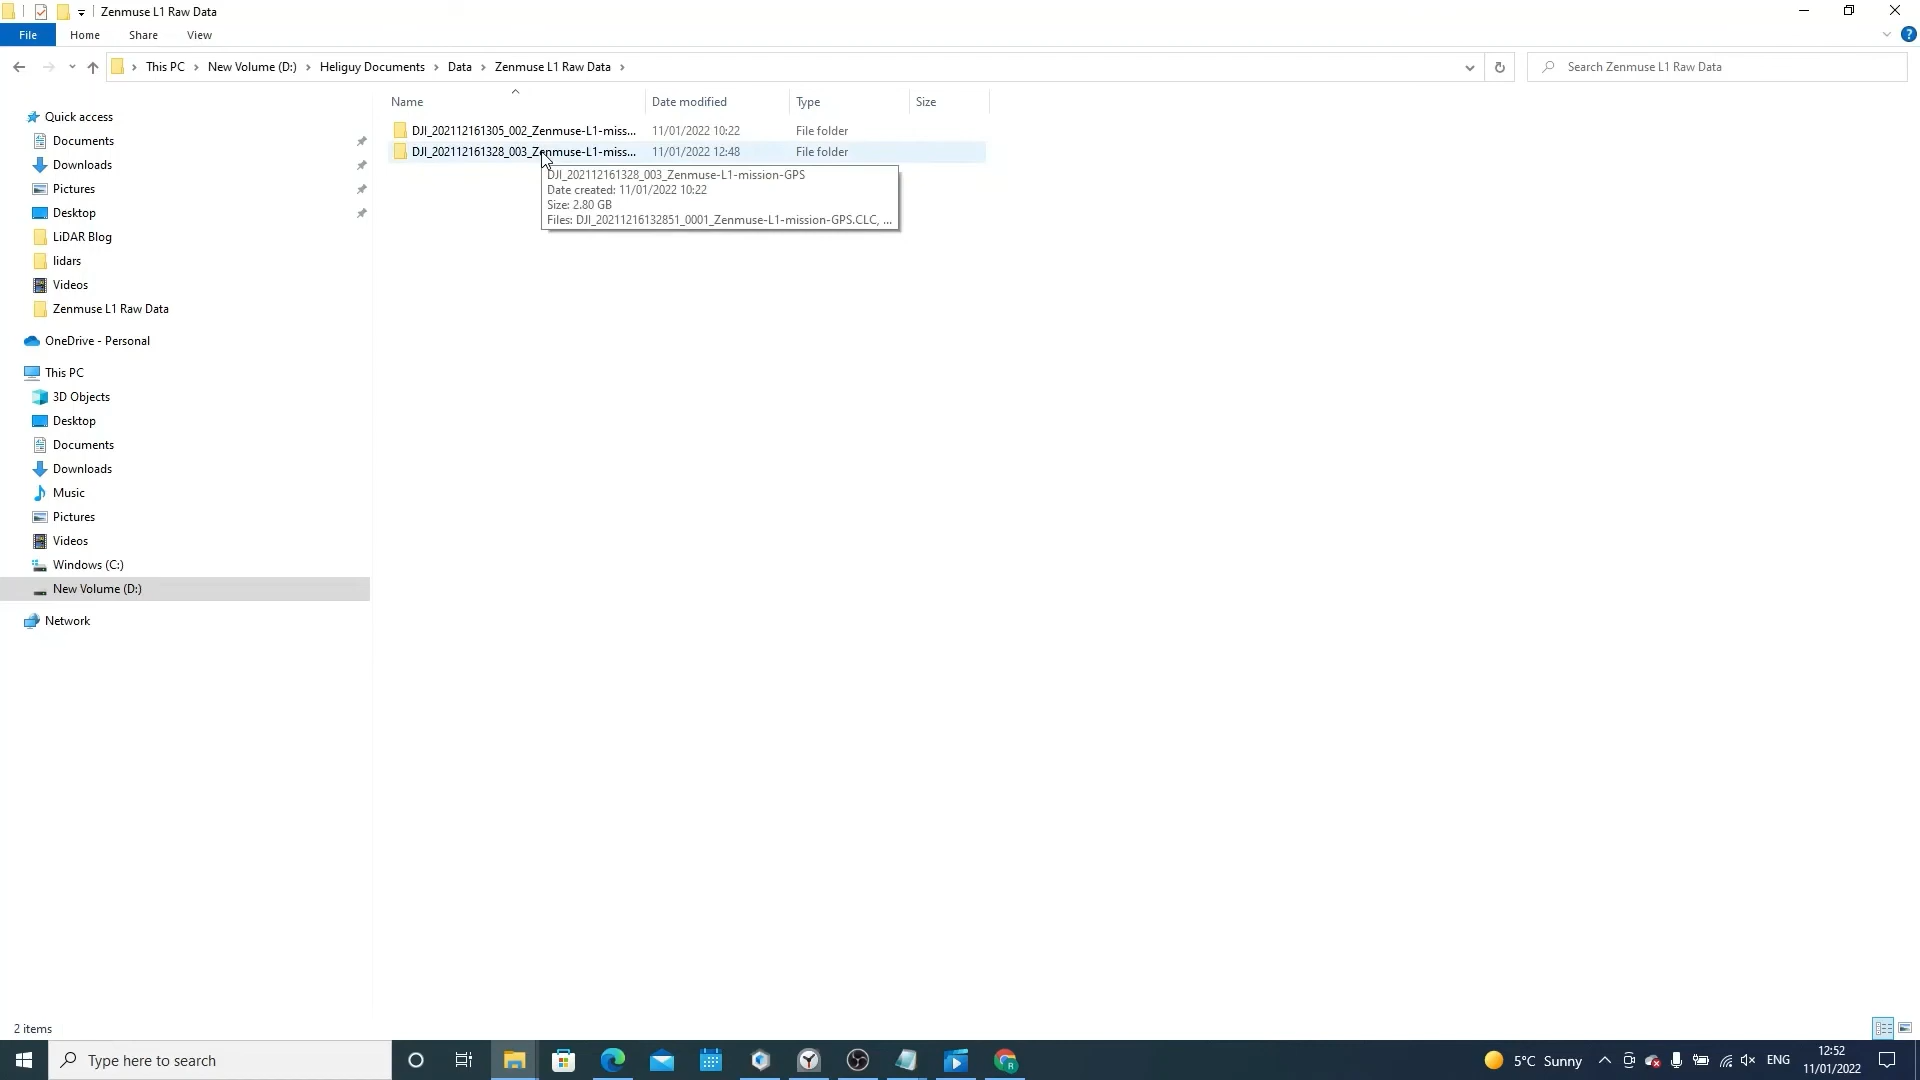 Zenmuse L1 Raw Data
File Home Share View
This PC New Volume (D:) Heliguy Documents Data Zenmuse L1 Raw Data Search Zenmuse L1 Raw Data
Name Date modified Type Size
DJI_202112161305_002_Zenmuse-L1-miss... 11/01/2022 10:22 File folder
DJI_202112161328_003_Zenmuse-L1-miss... 11/01/2022 12:48 File folder
DJI_202112161328_003_Zenmuse-L1-mission-GPS
Date created: 11/01/2022 10:22
Size: 2.80 GB
Files: DJI_20211216132851_0001_Zenmuse-L1-mission-GPS.CLC, ...
Quick access
Documents
Downloads
Pictures
Desktop
LiDAR Blog
lidars
Videos
Zenmuse L1 Raw Data
OneDrive - Personal
This PC
3D Objects
Desktop
Documents
Downloads
Music
Pictures
Videos
Windows (C:)
New Volume (D:)
Network
2 items
Type here to search
5°C Sunny
ENG
12:52
11/01/2022